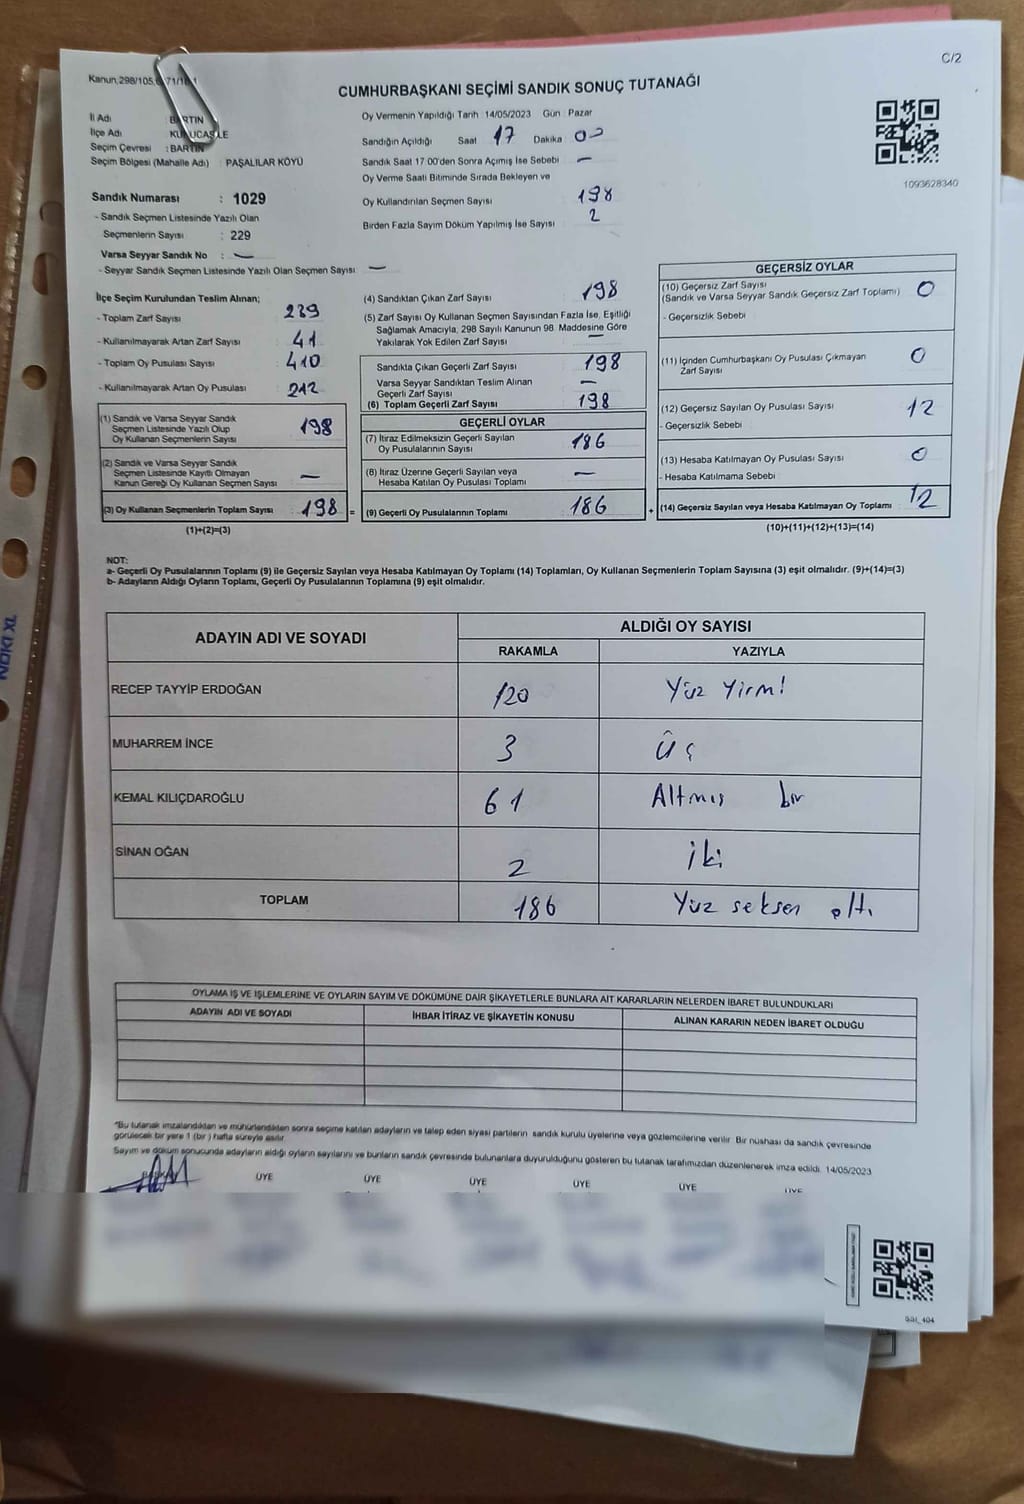 C/2
Kanun,298/105,
CUMHURBAŞKANI SEÇİMİ SANDIK SONUÇ TUTANAĞI
İl Adı BARTIN
İlçe Adı
Seçim Çevresi : BARTIN
Seçim Bölgesi (Mahalle Adı) : PAŞALILAR KÖYÜ
Oy Vermenin Yapıldığı Tarih 14/05/2023 Gün : Pazar
Sandığın Açıldığı Saat 17 Dakika 00
Sandık Saat 17 00'den Sonra Açımış İse Sebebi —
Oy Verme Saati Bitiminde Sırada Bekleyen ve
Oy Kullandırılan Seçmen Sayısı 198
Birden Fazla Sayım Döküm Yapılmış İse Sayısı 2
1093628340
Sandık Numarası : 1029
- Sandık Seçmen Listesinde Yazılı Olan
Seçmenlerin Sayısı : 229
Varsa Seyyar Sandık No : —
- Seyyar Sandık Seçmen Listesinde Yazılı Olan Seçmen Sayısı : —
İlçe Seçim Kurulundan Teslim Alınan;
- Toplam Zarf Sayısı : 239
- Kullanılmayarak Artan Zarf Sayısı : 41
- Toplam Oy Pusulası Sayısı : 410
- Kullanılmayarak Artan Oy Pusulası : 212
(1) Sandık ve Varsa Seyyar Sandık
Seçmen Listesinde Yazılı Olup
Oy Kullanan Seçmenlerin Sayısı 198
(2) Sandık ve Varsa Seyyar Sandık
Seçmen Listesinde Kayıtlı Olmayan
Kanun Gereği Oy Kullanan Seçmen Sayısı —
(3) Oy Kullanan Seçmenlerin Toplam Sayısı 198 =
(1)+(2)=(3)
(4) Sandıktan Çıkan Zarf Sayısı 198
(5) Zarf Sayısı Oy Kullanan Seçmen Sayısından Fazla İse, Eşitliği
Sağlamak Amacıyla, 298 Sayılı Kanunun 98. Maddesine Göre
Yakılarak Yok Edilen Zarf Sayısı —
Sandıkta Çıkan Geçerli Zarf Sayısı 198
Varsa Seyyar Sandıktan Teslim Alınan
Geçerli Zarf Sayısı —
(6) Toplam Geçerli Zarf Sayısı 198
GEÇERLİ OYLAR
(7) İtiraz Edilmeksizin Geçerli Sayılan
Oy Pusulalarının Sayısı 186
(8) İtiraz Üzerine Geçerli Sayılan veya
Hesaba Katılan Oy Pusulası Toplamı —
(9) Geçerli Oy Pusulalarının Toplamı 186 +
GEÇERSİZ OYLAR
(10) Geçersiz Zarf Sayısı
(Sandık ve Varsa Seyyar Sandık Geçersiz Zarf Toplamı) 0
- Geçersizlik Sebebi
(11) İçinden Cumhurbaşkanı Oy Pusulası Çıkmayan
Zarf Sayısı 0
(12) Geçersiz Sayılan Oy Pusulası Sayısı 12
- Geçersizlik Sebebi
(13) Hesaba Katılmayan Oy Pusulası Sayısı 0
- Hesaba Katılmama Sebebi
(14) Geçersiz Sayılan veya Hesaba Katılmayan Oy Toplamı 12
(10)+(11)+(12)+(13)=(14)
NOT:
a- Geçerli Oy Pusulalarının Toplamı (9) ile Geçersiz Sayılan veya Hesaba Katılmayan Oy Toplamı (14) Toplamları, Oy Kullanan Seçmenlerin Toplam Sayısına (3) eşit olmalıdır. (9)+(14)=(3)
b- Adayların Aldığı Oyların Toplamı, Geçerli Oy Pusulalarının Toplamına (9) eşit olmalıdır.
ADAYIN ADI VE SOYADI ALDIĞI OY SAYISI
RAKAMLA YAZIYLA
RECEP TAYYİP ERDOĞAN 120 Yüz Yirmi
MUHARREM İNCE 3 Üç
KEMAL KILIÇDAROĞLU 61 Altmış bir
SİNAN OĞAN 2 iki
TOPLAM 186 Yüz seksen altı
OYLAMA İŞ VE İŞLEMLERİNE VE OYLARIN SAYIM VE DÖKÜMÜNE DAİR ŞİKAYETLERLE BUNLARA AİT KARARLARIN NELERDEN İBARET BULUNDUKLARI
ADAYIN ADI VE SOYADI İHBAR İTİRAZ VE ŞİKAYETİN KONUSU ALINAN KARARIN NEDEN İBARET OLDUĞU
*Bu tutanak imzalandıktan ve mühürlendikten sonra seçime katılan adayların ve talep eden siyasi partilerin sandık kurulu üyelerine veya gözlemcilerine verilir. Bir nüshası da sandık çevresinde
görülecek bir yere 1 (bir) hafta süreyle asılır
Sayım ve döküm sonucunda adayların aldığı oyların sayılarını ve bunların sandık çevresinde bulunanlara duyurulduğunu gösteren bu tutanak tarafımızdan düzenlenerek imza edildi. 14/05/2023
BAŞKAN ÜYE ÜYE ÜYE ÜYE ÜYE ÜYE